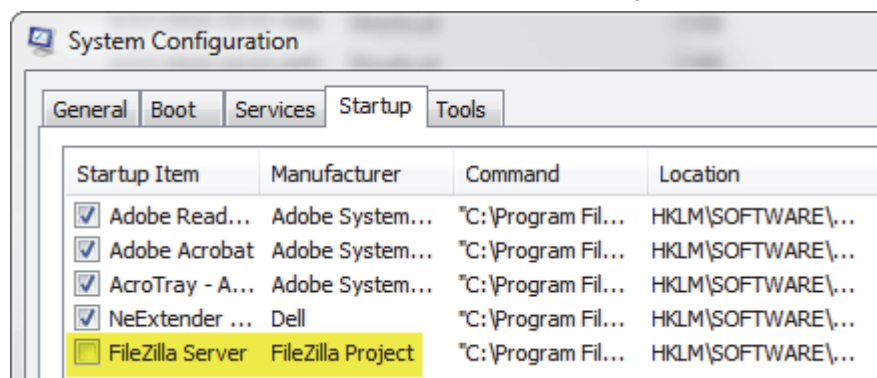 System Configuration
General Boot Services Startup Tools
Startup Item Manufacturer Command Location
Adobe Read... Adobe System... "C:\Program Fil... HKLM\SOFTWARE\...
Adobe Acrobat Adobe System... "C:\Program Fil... HKLM\SOFTWARE\...
AcroTray - A... Adobe System... "C:\Program Fil... HKLM\SOFTWARE\...
NeExtender ... Dell "C:\Program Fil... HKLM\SOFTWARE\...
FileZilla Server FileZilla Project "C:\Program Fil... HKLM\SOFTWARE\...